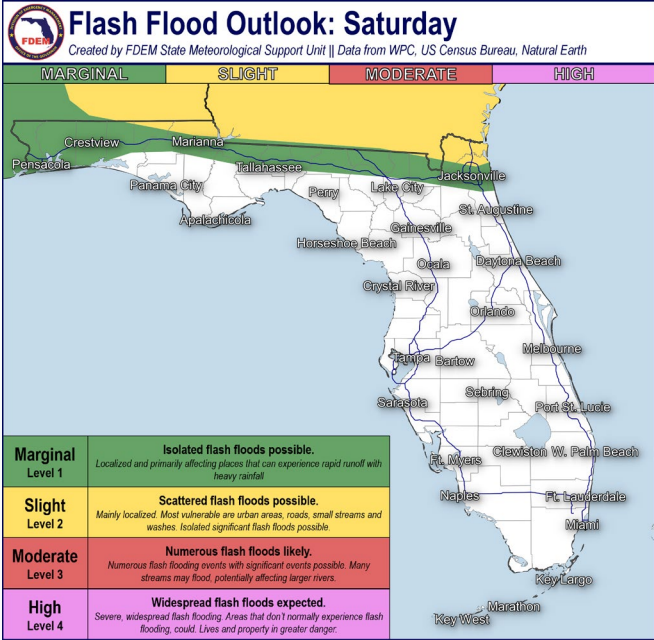 Flash Flood Outlook: Saturday
FDEM
Created by FDEM State Meteorological Support Unit || Data from WPC, US Census Bureau, Natural Earth
MARGINAL
SLIGHT
MODERATE
HIGH
Crestview
Marianna
Pensacola
Tallahassee
Jacksonville
Panama City
Perry
Lake City
Apalachicola
St. Augustine
Gainesville
Horseshoe Beach
Ocala
Daytona Beach
Crystal River
Orlando
Melbourne
Tampa
Bartow
Sebring
Sarasota
Port St. Lucie
Clewiston
W. Palm Beach
Ft. Myers
Naples
Ft. Lauderdale
Miami
Key Largo
Marathon
Key West
Marginal
Level 1
Isolated flash floods possible.
Localized and primarily affecting places that can experience rapid runoff with
heavy rainfall
Slight
Level 2
Scattered flash floods possible.
Mainly localized. Most vulnerable are urban areas, roads, small streams and
washes. Isolated significant flash floods possible.
Moderate
Level 3
Numerous flash floods likely.
Numerous flash flooding events with significant events possible. Many
streams may flood, potentially affecting larger rivers.
High
Level 4
Widespread flash floods expected.
Severe, widespread flash flooding. Areas that don't normally experience flash
flooding, could. Lives and property in greater danger.